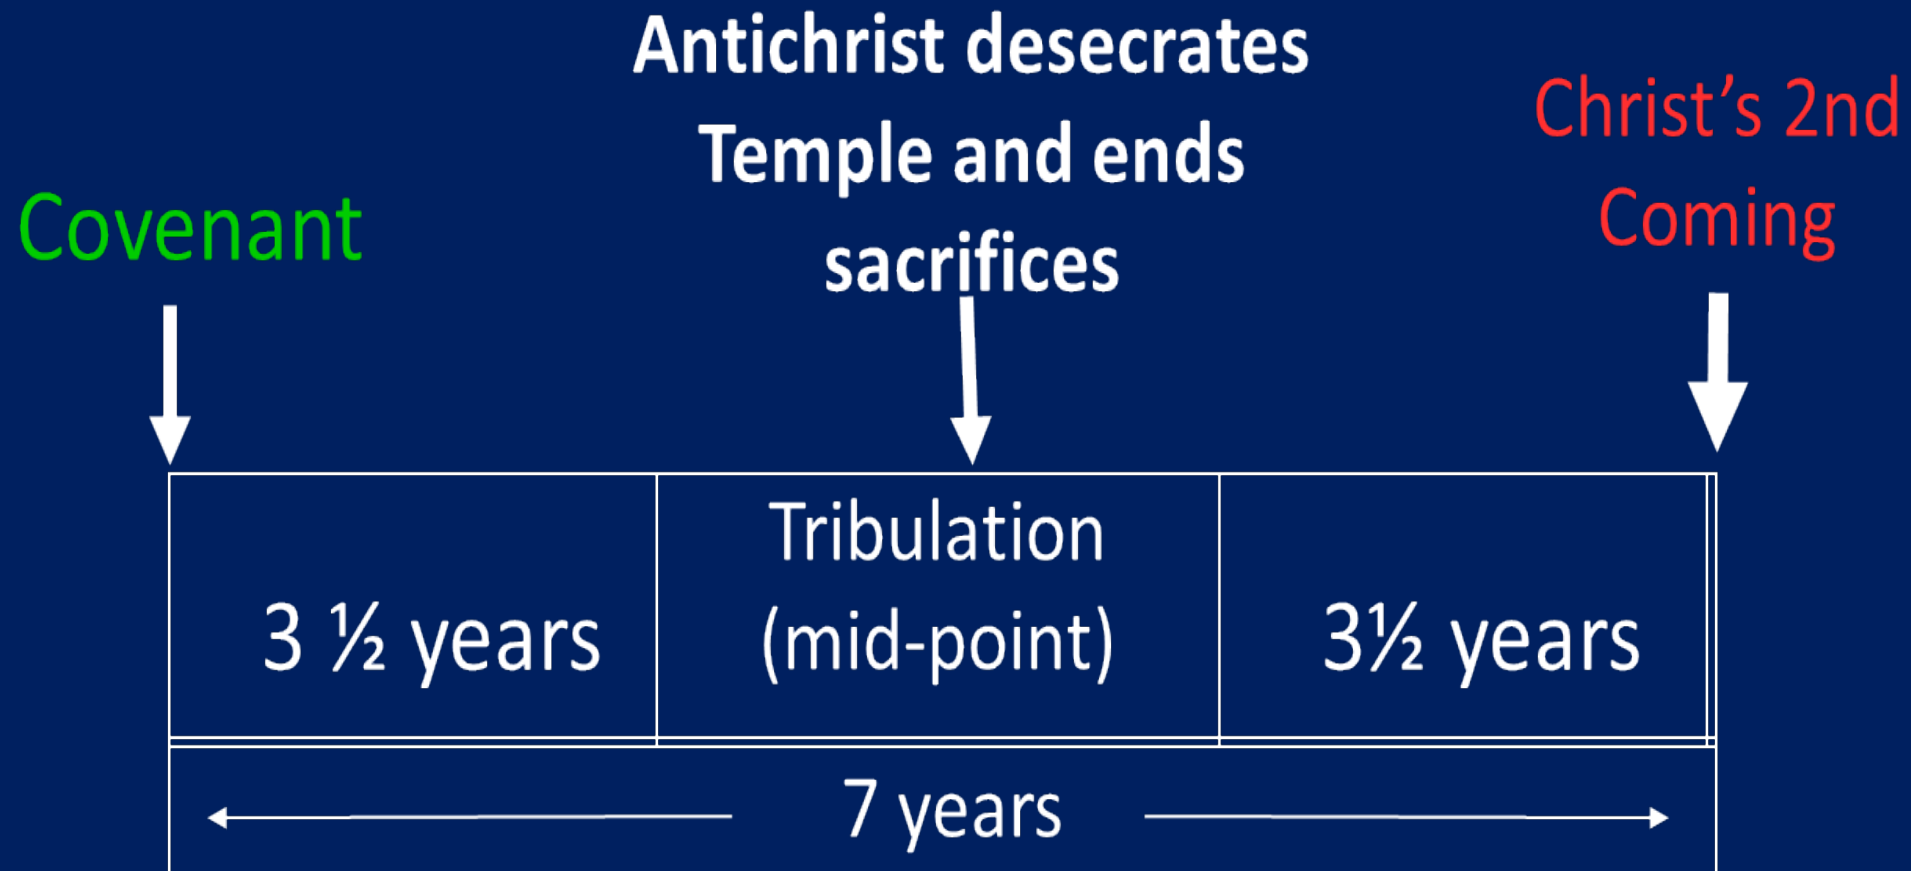 Antichrist desecrates
Temple and ends
sacrifices
Christ’s 2nd
Coming
Covenant
Tribulation
(mid-point)
3 ½ years
3½ years
7 years